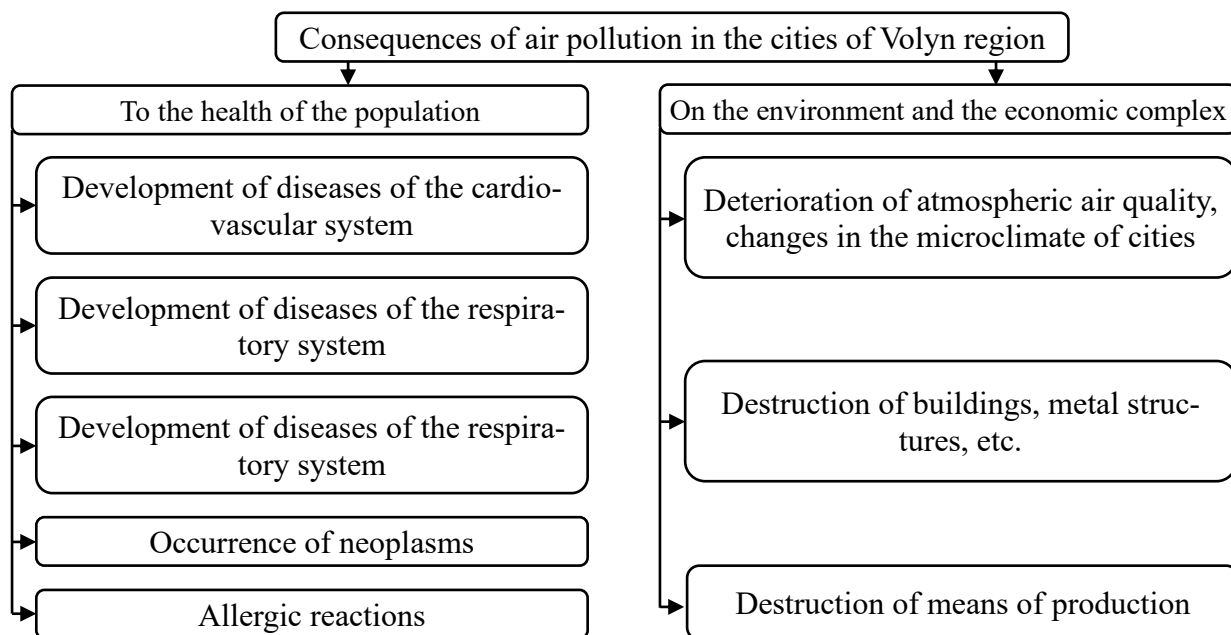 Consequences of air pollution in the cities of Volyn region
To the health of the population
Development of diseases of the cardio-
vascular system
Development of diseases of the respira-
tory system
Development of diseases of the respira-
tory system
Occurrence of neoplasms
Allergic reactions
On the environment and the economic complex
Deterioration of atmospheric air quality,
changes in the microclimate of cities
Destruction of buildings, metal struc-
tures, etc.
Destruction of means of production